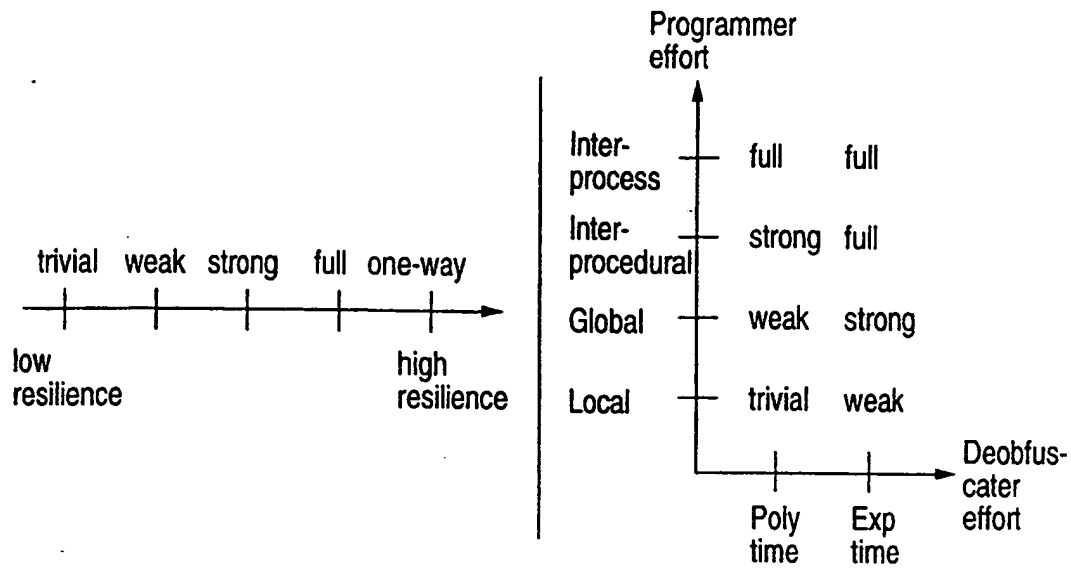 trivial weak strong full one-way
low
resilience
high
resilience
Programmer
effort
Inter-
process
full full
Inter-
procedural
strong full
Global
weak strong
Local
trivial weak
Poly
time
Exp
time
Deobfus-
cater
effort